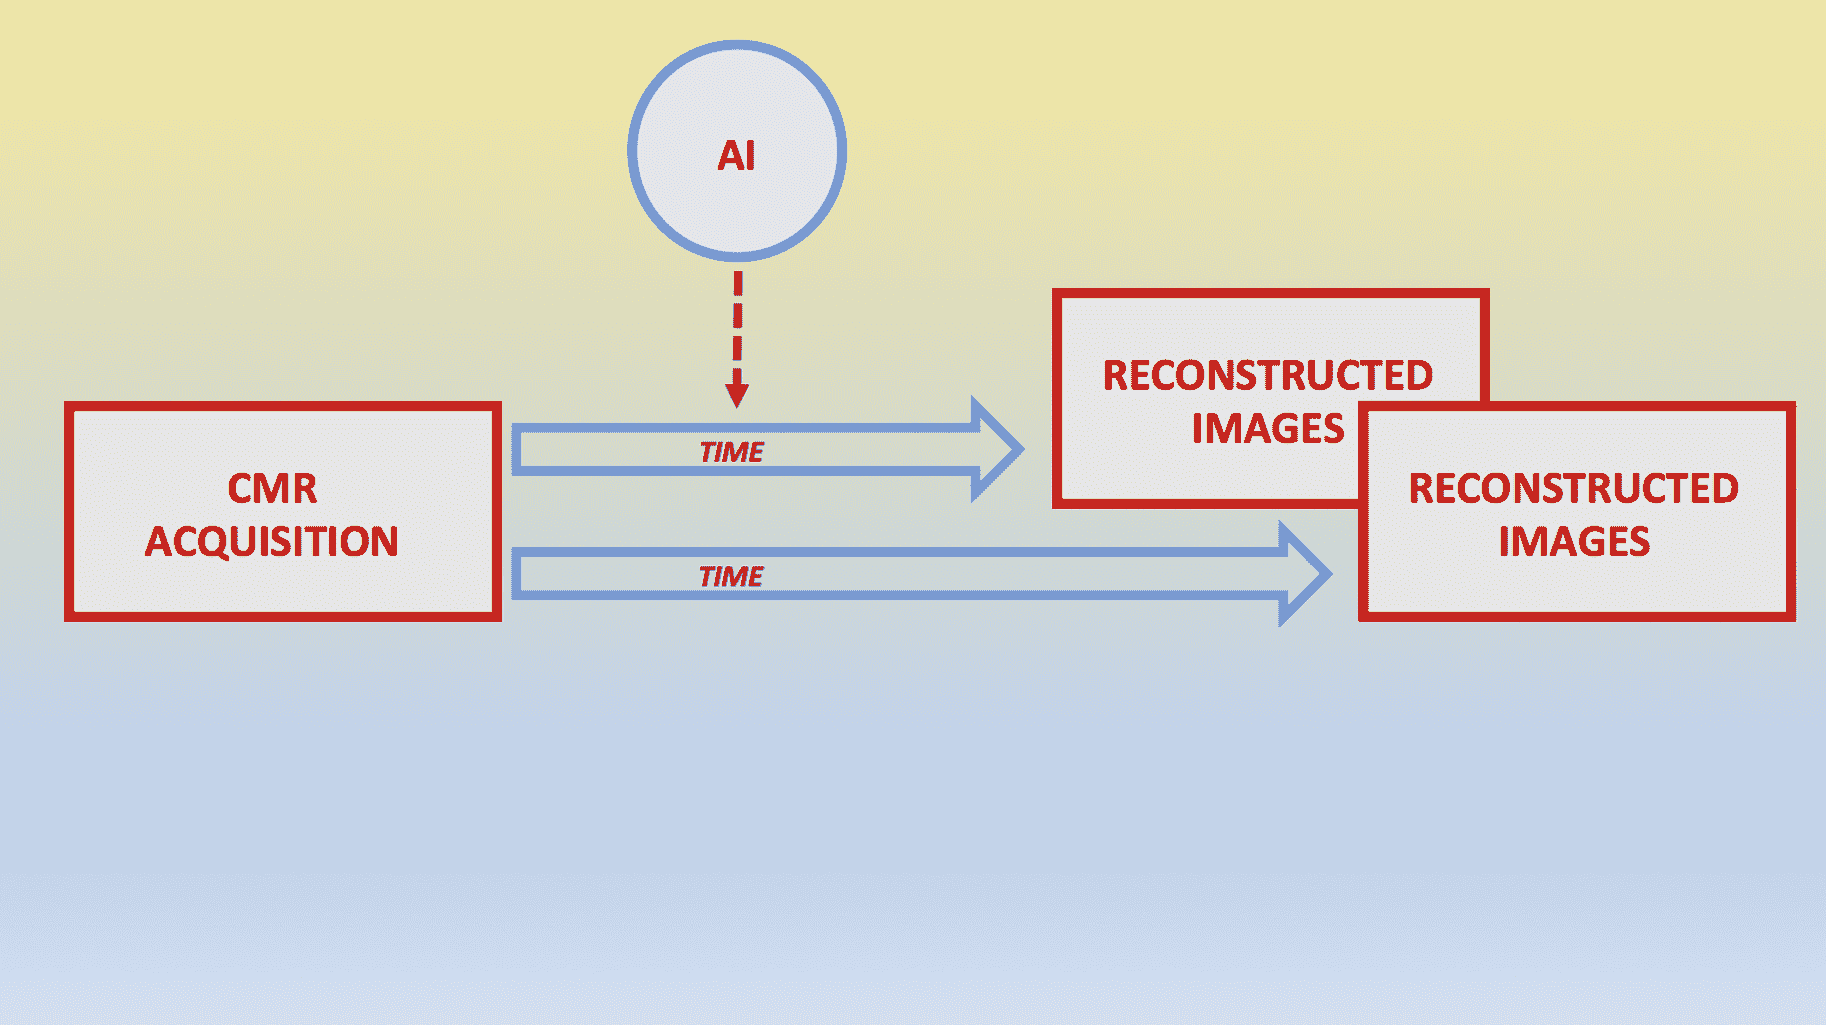 AI
RECONSTRUCTED
IMAGES
TIME
CMR
ACQUISITION
RECONSTRUCTED
IMAGES
TIME